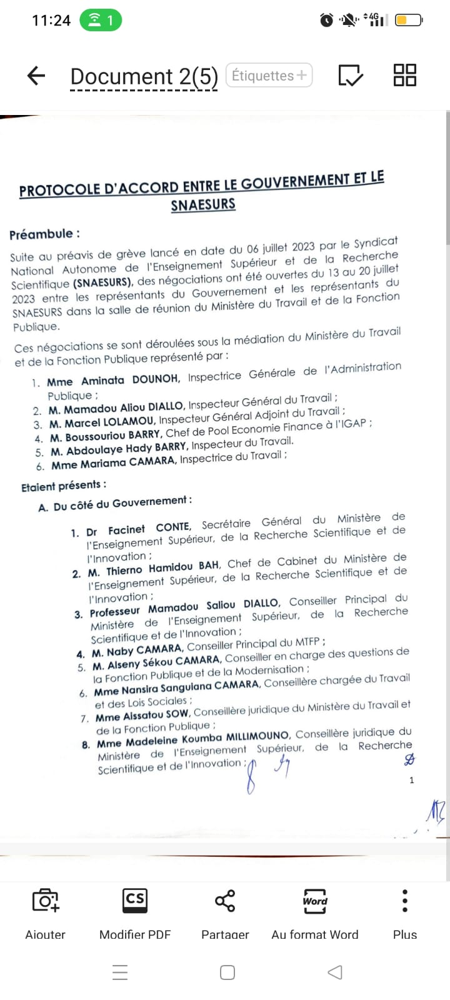 11:24 1 4G
Document 2(5) Étiquettes+
PROTOCOLE D'ACCORD ENTRE LE GOUVERNEMENT ET LE
SNAESURS
Préambule :
Suite au préavis de grève lancé en date du 06 juillet 2023 par le Syndicat
National Autonome de l'Enseignement Supérieur et de la Recherche
Scientifique (SNAESURS), des négociations ont été ouvertes du 13 au 20 juillet
2023 entre les représentants du Gouvernement et les représentants du
SNAESURS dans la salle de réunion du Ministère du Travail et de la Fonction
Publique.
Ces négociations se sont déroulées sous la médiation du Ministère du Travail
et de la Fonction Publique représenté par :
1. Mme Aminata DOUNOH, Inspectrice Générale de l'Administration
Publique ;
2. M. Mamadou Aliou DIALLO, Inspecteur Général du Travail ;
3. M. Marcel LOLAMOU, Inspecteur Général Adjoint du Travail ;
4. M. Boussouriou BARRY, Chef de Pool Economie Finance à l'IGAP ;
5. M. Abdoulaye Hady BARRY, Inspecteur du Travail.
6. Mme Mariama CAMARA, Inspectrice du Travail ;
Etaient présents :
A. Du côté du Gouvernement :
1. Dr Facinet CONTE, Secrétaire Général du Ministère de
l'Enseignement Supérieur, de la Recherche Scientifique et de
l'Innovation ;
2. M. Thierno Hamidou BAH, Chef de Cabinet du Ministère de
l'Enseignement Supérieur, de la Recherche Scientifique et de
l'Innovation ;
3. Professeur Mamadou Saliou DIALLO, Conseiller Principal du
Ministère de l'Enseignement Supérieur, de la Recherche
Scientifique et de l'Innovation ;
4. M. Naby CAMARA, Conseiller Principal du MTFP ;
5. M. Alseny Sékou CAMARA, Conseiller en charge des questions de
la Fonction Publique et de la Modernisation ;
6. Mme Nansira Sangulana CAMARA, Conseillère chargée du Travail
et des Lois Sociales ;
7. Mme Aissatou SOW, Conseillère juridique du Ministère du Travail et
de la Fonction Publique ;
8. Mme Madeleine Koumba MILLIMOUNO, Conseillère juridique du
Ministère de l'Enseignement Supérieur, de la Recherche
Scientifique et de l'Innovation ;
1
CS Word
Ajouter Modifier PDF Partager Au format Word Plus